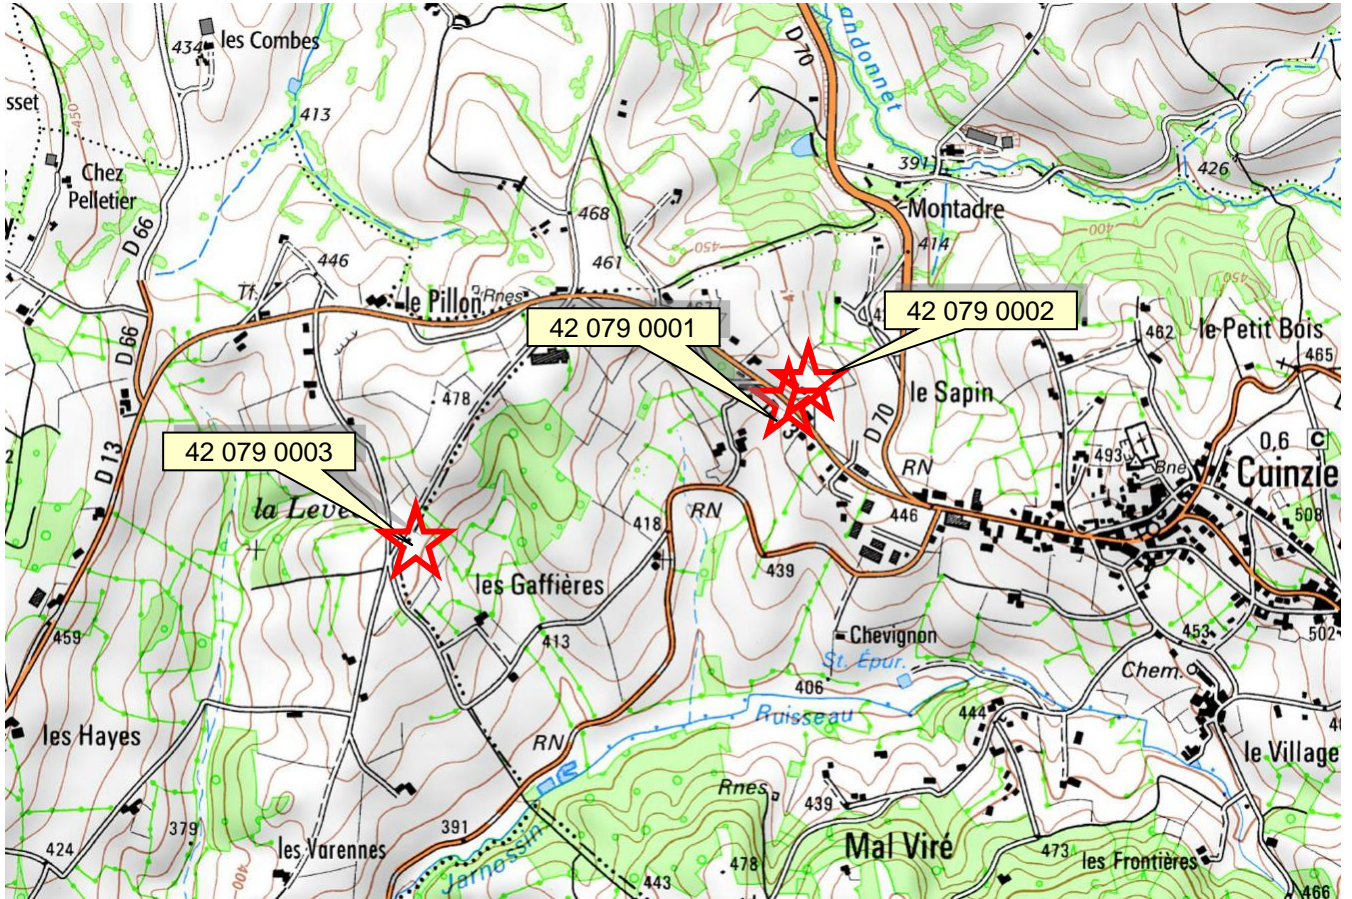 434
les Combes
D 70
andonnet
sset
450
413
Chez
Pelletier
391
426
y
D 66
468
Montadre
400
446
461
450
414
450
Tf.
le Pillon
Rnes
467
42 079 0001
42 079 0002
462
le Petit Bois
465
D 66
478
le Sapin
D 70
0,6
C
42 079 0003
493
Bne
Cuinzie
D 13
la Leve
RN
446
508
418
RN
439
les Gaffières
459
413
Chevignon
453
502
St. Épur.
Chem.
406
Ruisseau
444
les Hayes
RN
le Village
Rnes
439
379
391
424
les Varennes
Mal Viré
473
les Frontières
478
400
Jarnossin
443
466